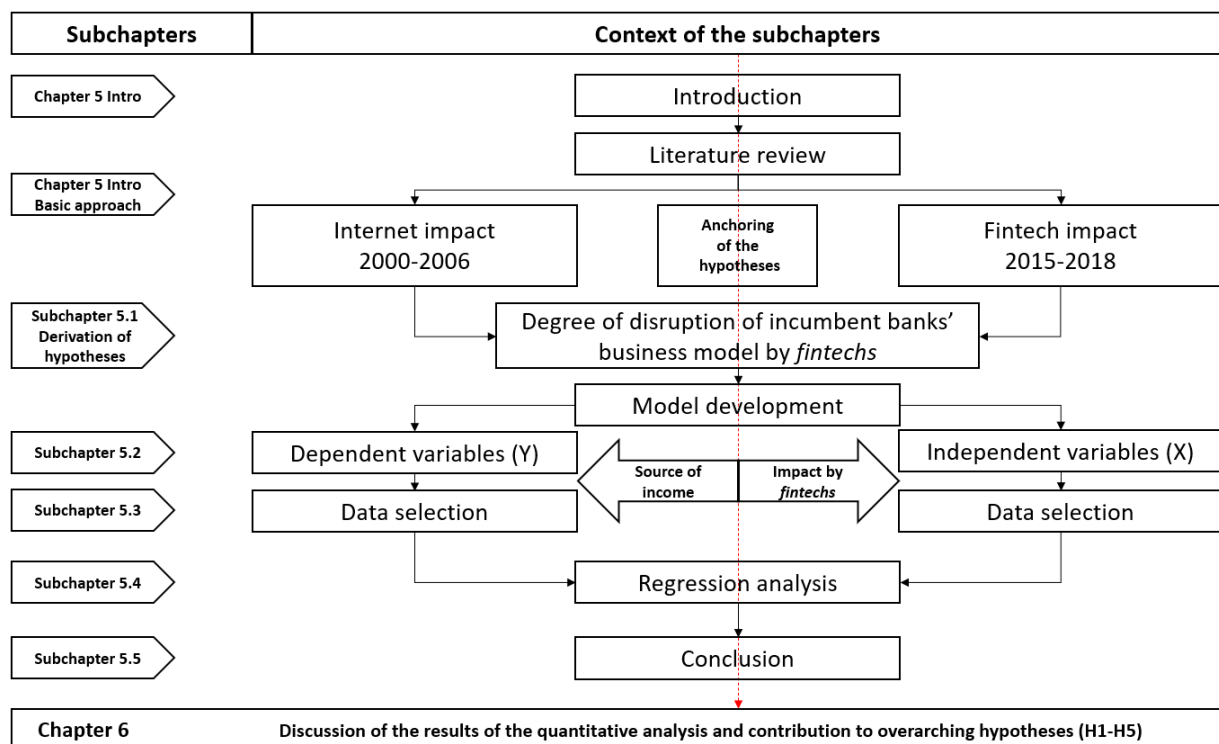 Subchapters
Context of the subchapters
Chapter 5 Intro
Introduction
Literature review
Chapter 5 Intro
Basic approach
Internet impact
2000-2006
Anchoring
of the
hypotheses
Fintech impact
2015-2018
Subchapter 5.1
Derivation of
hypotheses
Degree of disruption of incumbent banks’
business model by fintechs
Model development
Subchapter 5.2
Dependent variables (Y)
Source of
income
Impact by
fintechs
Independent variables (X)
Subchapter 5.3
Data selection
Data selection
Subchapter 5.4
Regression analysis
Subchapter 5.5
Conclusion
Chapter 6
Discussion of the results of the quantitative analysis and contribution to overarching hypotheses (H1-H5)